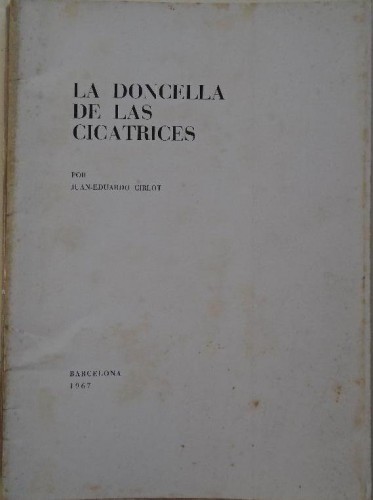 LA DONCELLA
DE LAS
CICATRICES
POR
JUAN-EDUARDO CIRLOT
BARCELONA
1967